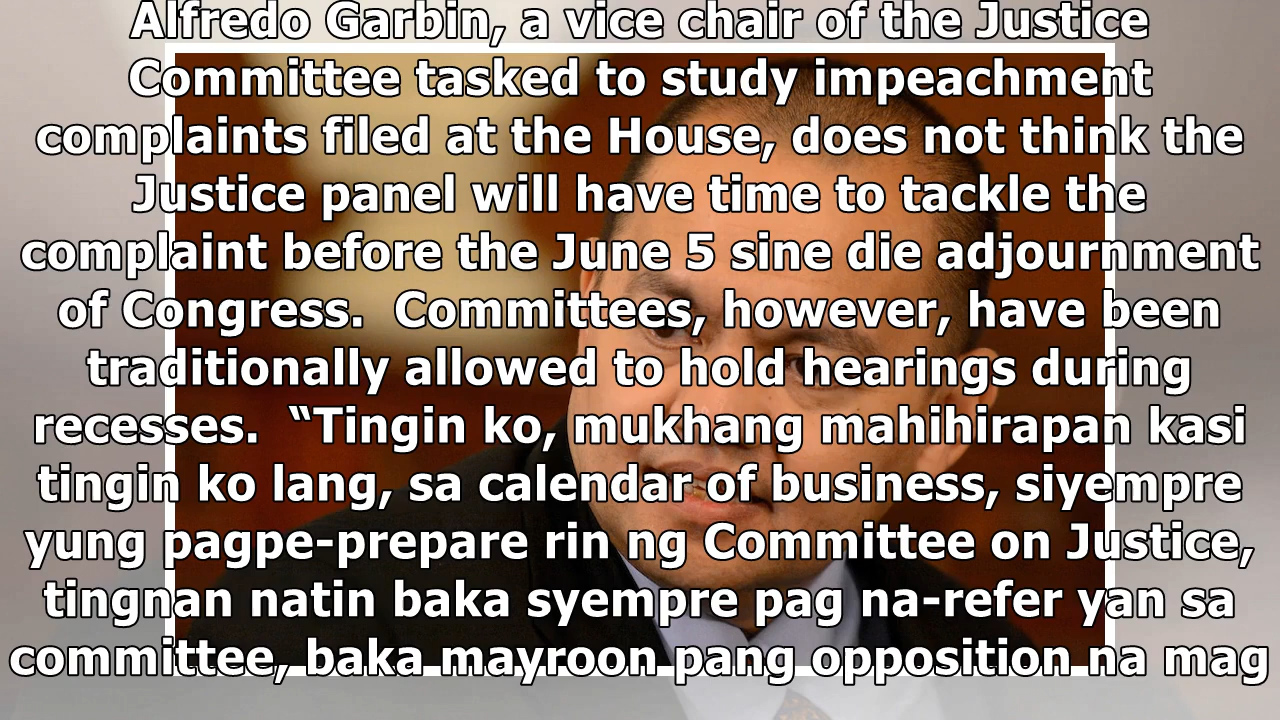 Alfredo Garbin, a vice chair of the Justice
Committee tasked to study impeachment
complaints filed at the House, does not think the
Justice panel will have time to tackle the
complaint before the June 5 sine die adjournment
of Congress.  Committees, however, have been
traditionally allowed to hold hearings during
recesses.  “Tingin ko, mukhang mahihirapan kasi
tingin ko lang, sa calendar of business, siyempre
yung pagpe-prepare rin ng Committee on Justice,
tingnan natin baka syempre pag na-refer yan sa
committee, baka mayroon pang opposition na mag